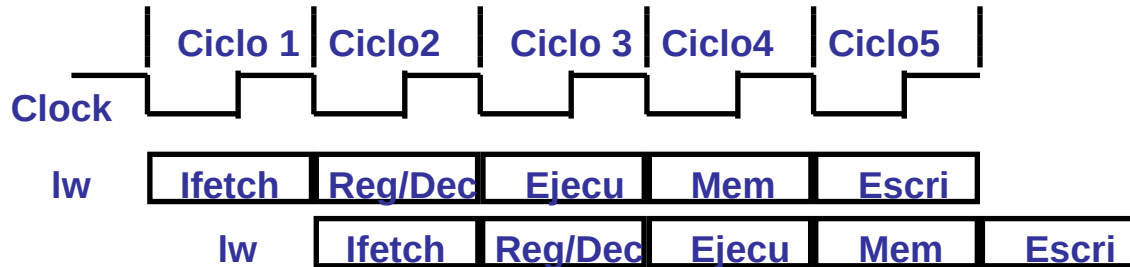 Ciclo 1 Ciclo2 Ciclo 3 Ciclo4 Ciclo5
Clock
lw Ifetch Reg/Dec Ejecu Mem Escri
lw Ifetch Reg/Dec Ejecu Mem Escri